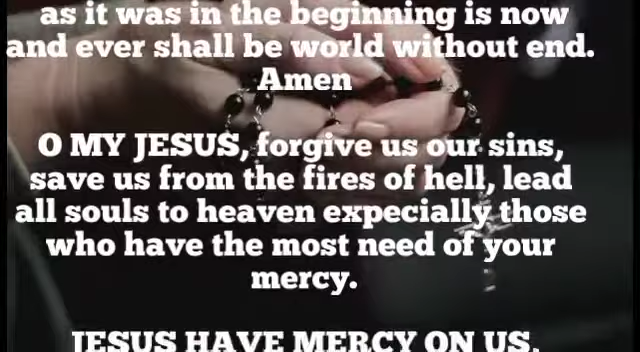 as it was in the beginning is now
and ever shall be world without end.
Amen
O MY JESUS, forgive us our sins,
save us from the fires of hell, lead
all souls to heaven expecially those
who have the most need of your
mercy.
JESUS HAVE MERCY ON US.